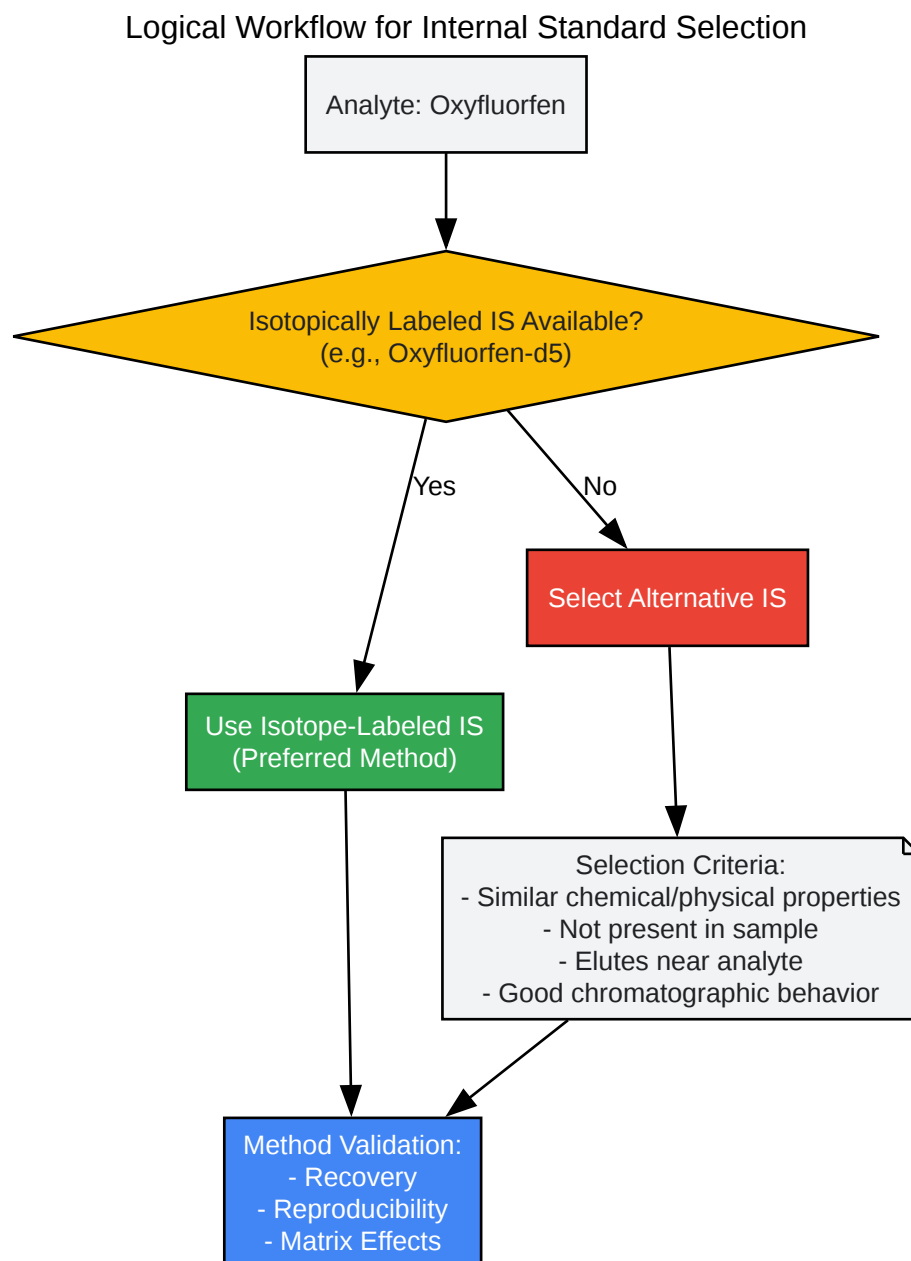 Logical Workflow for Internal Standard Selection
Analyte: Oxyfluorfen
Isotopically Labeled IS Available?
(e.g., Oxyfluorfen-d5)
Yes
No
Select Alternative IS
Use Isotope-Labeled IS
(Preferred Method)
Selection Criteria:
- Similar chemical/physical properties
- Not present in sample
- Elutes near analyte
- Good chromatographic behavior
Method Validation:
- Recovery
- Reproducibility
- Matrix Effects